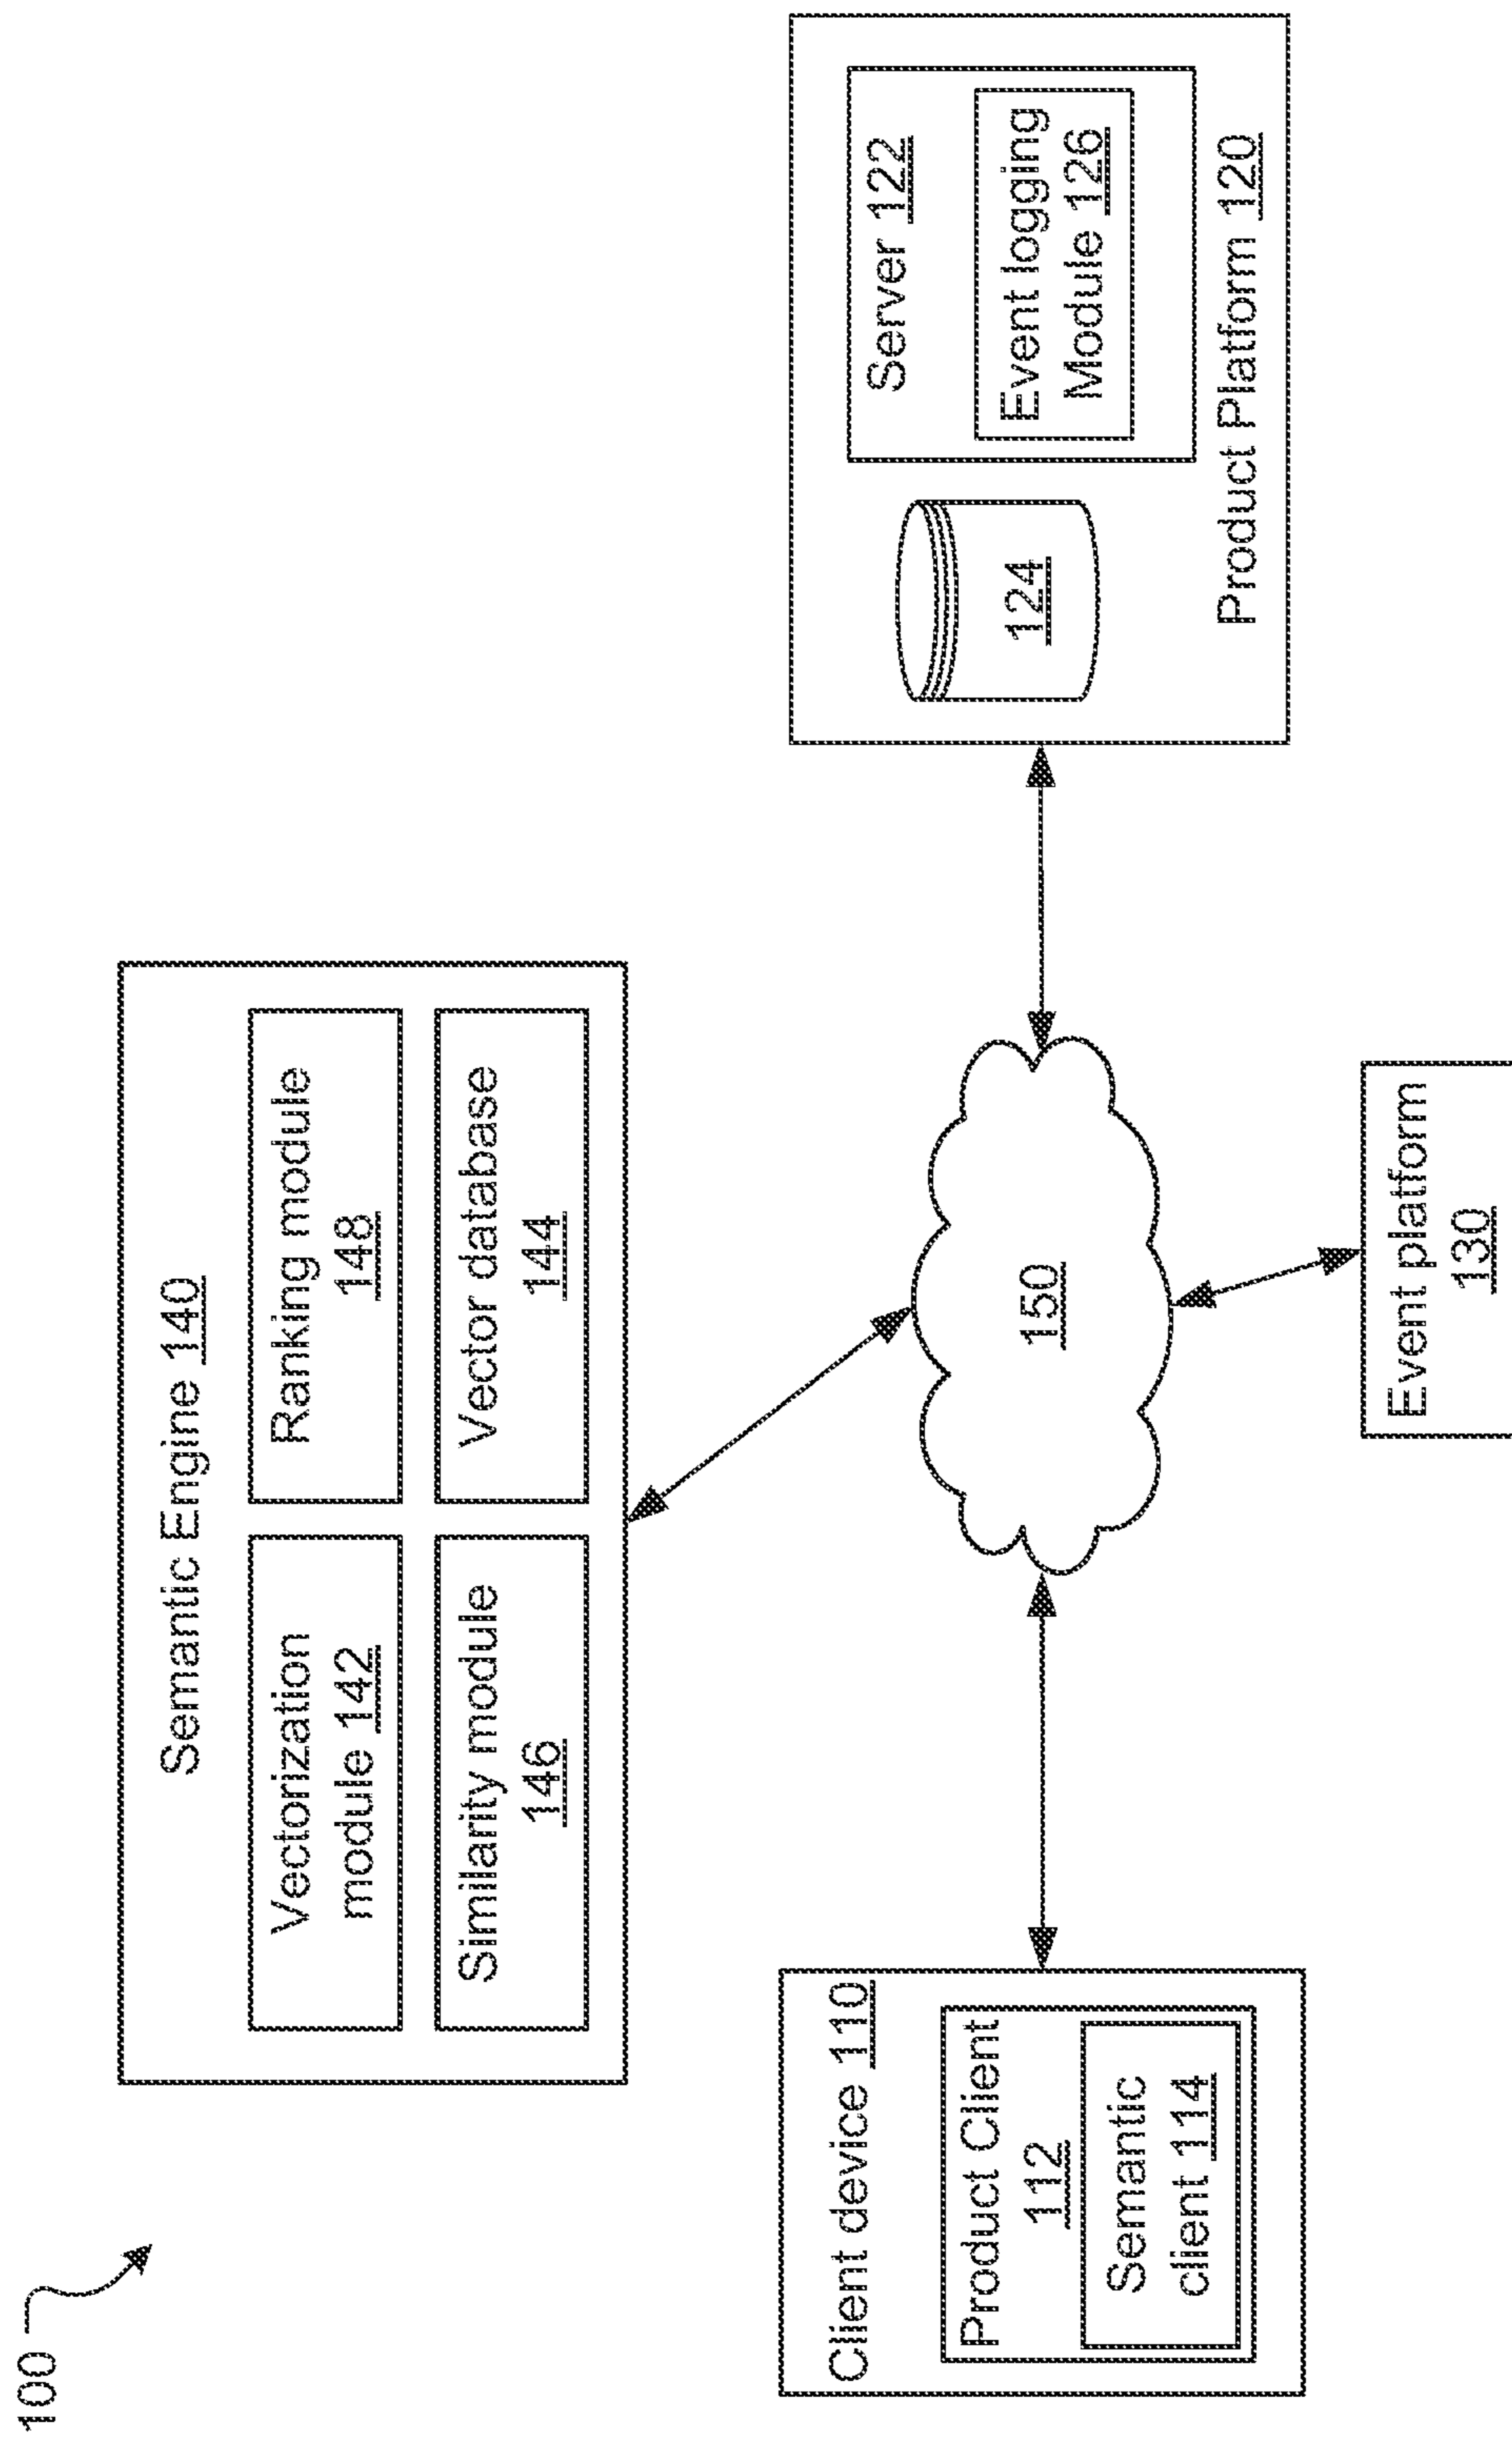 100
Semantic Engine 140
Vectorization
module 142
Ranking module
148
Similarity module
146
Vector database
144
Client device 110
Product Client
112
Semantic
client 114
150
124
Server 122
Event logging
Module 126
Product Platform 120
Event platform
130